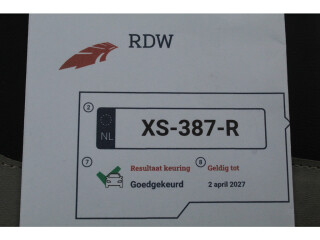 RDW
2
NL XS-387-R
7 Resultaat keuring 8 Geldig tot
Goedgekeurd 2 april 2027